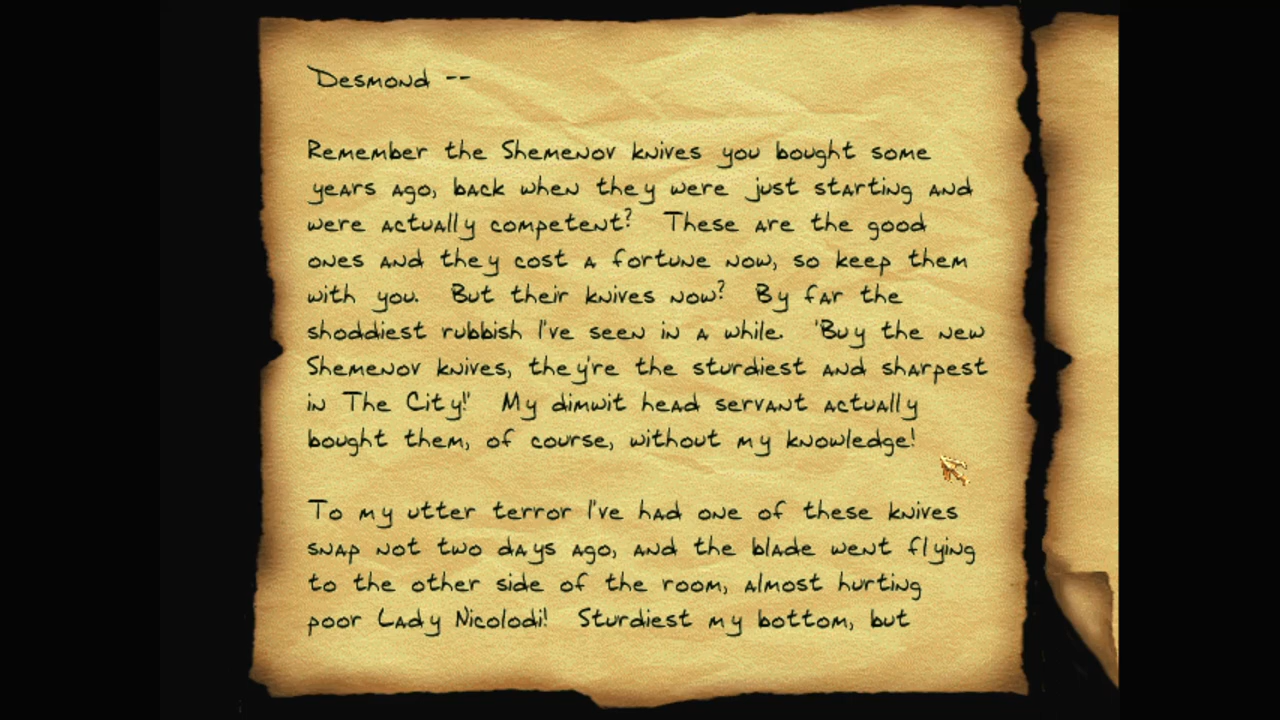 Desmond --
Remember the Shemenov knives you bought some
years ago, back when they were just starting and
were actually competent?  These are the good
ones and they cost a fortune now, so keep them
with you.  But their knives now?  By far the
shoddiest rubbish I've seen in a while.  'Buy the new
Shemenov knives, they're the sturdiest and sharpest
in The City!'  My dimwit head servant actually
bought them, of course, without my knowledge!
To my utter terror I've had one of these knives
snap not two days ago, and the blade went flying
to the other side of the room, almost hurting
poor Lady Nicolodi!  Sturdiest my bottom, but